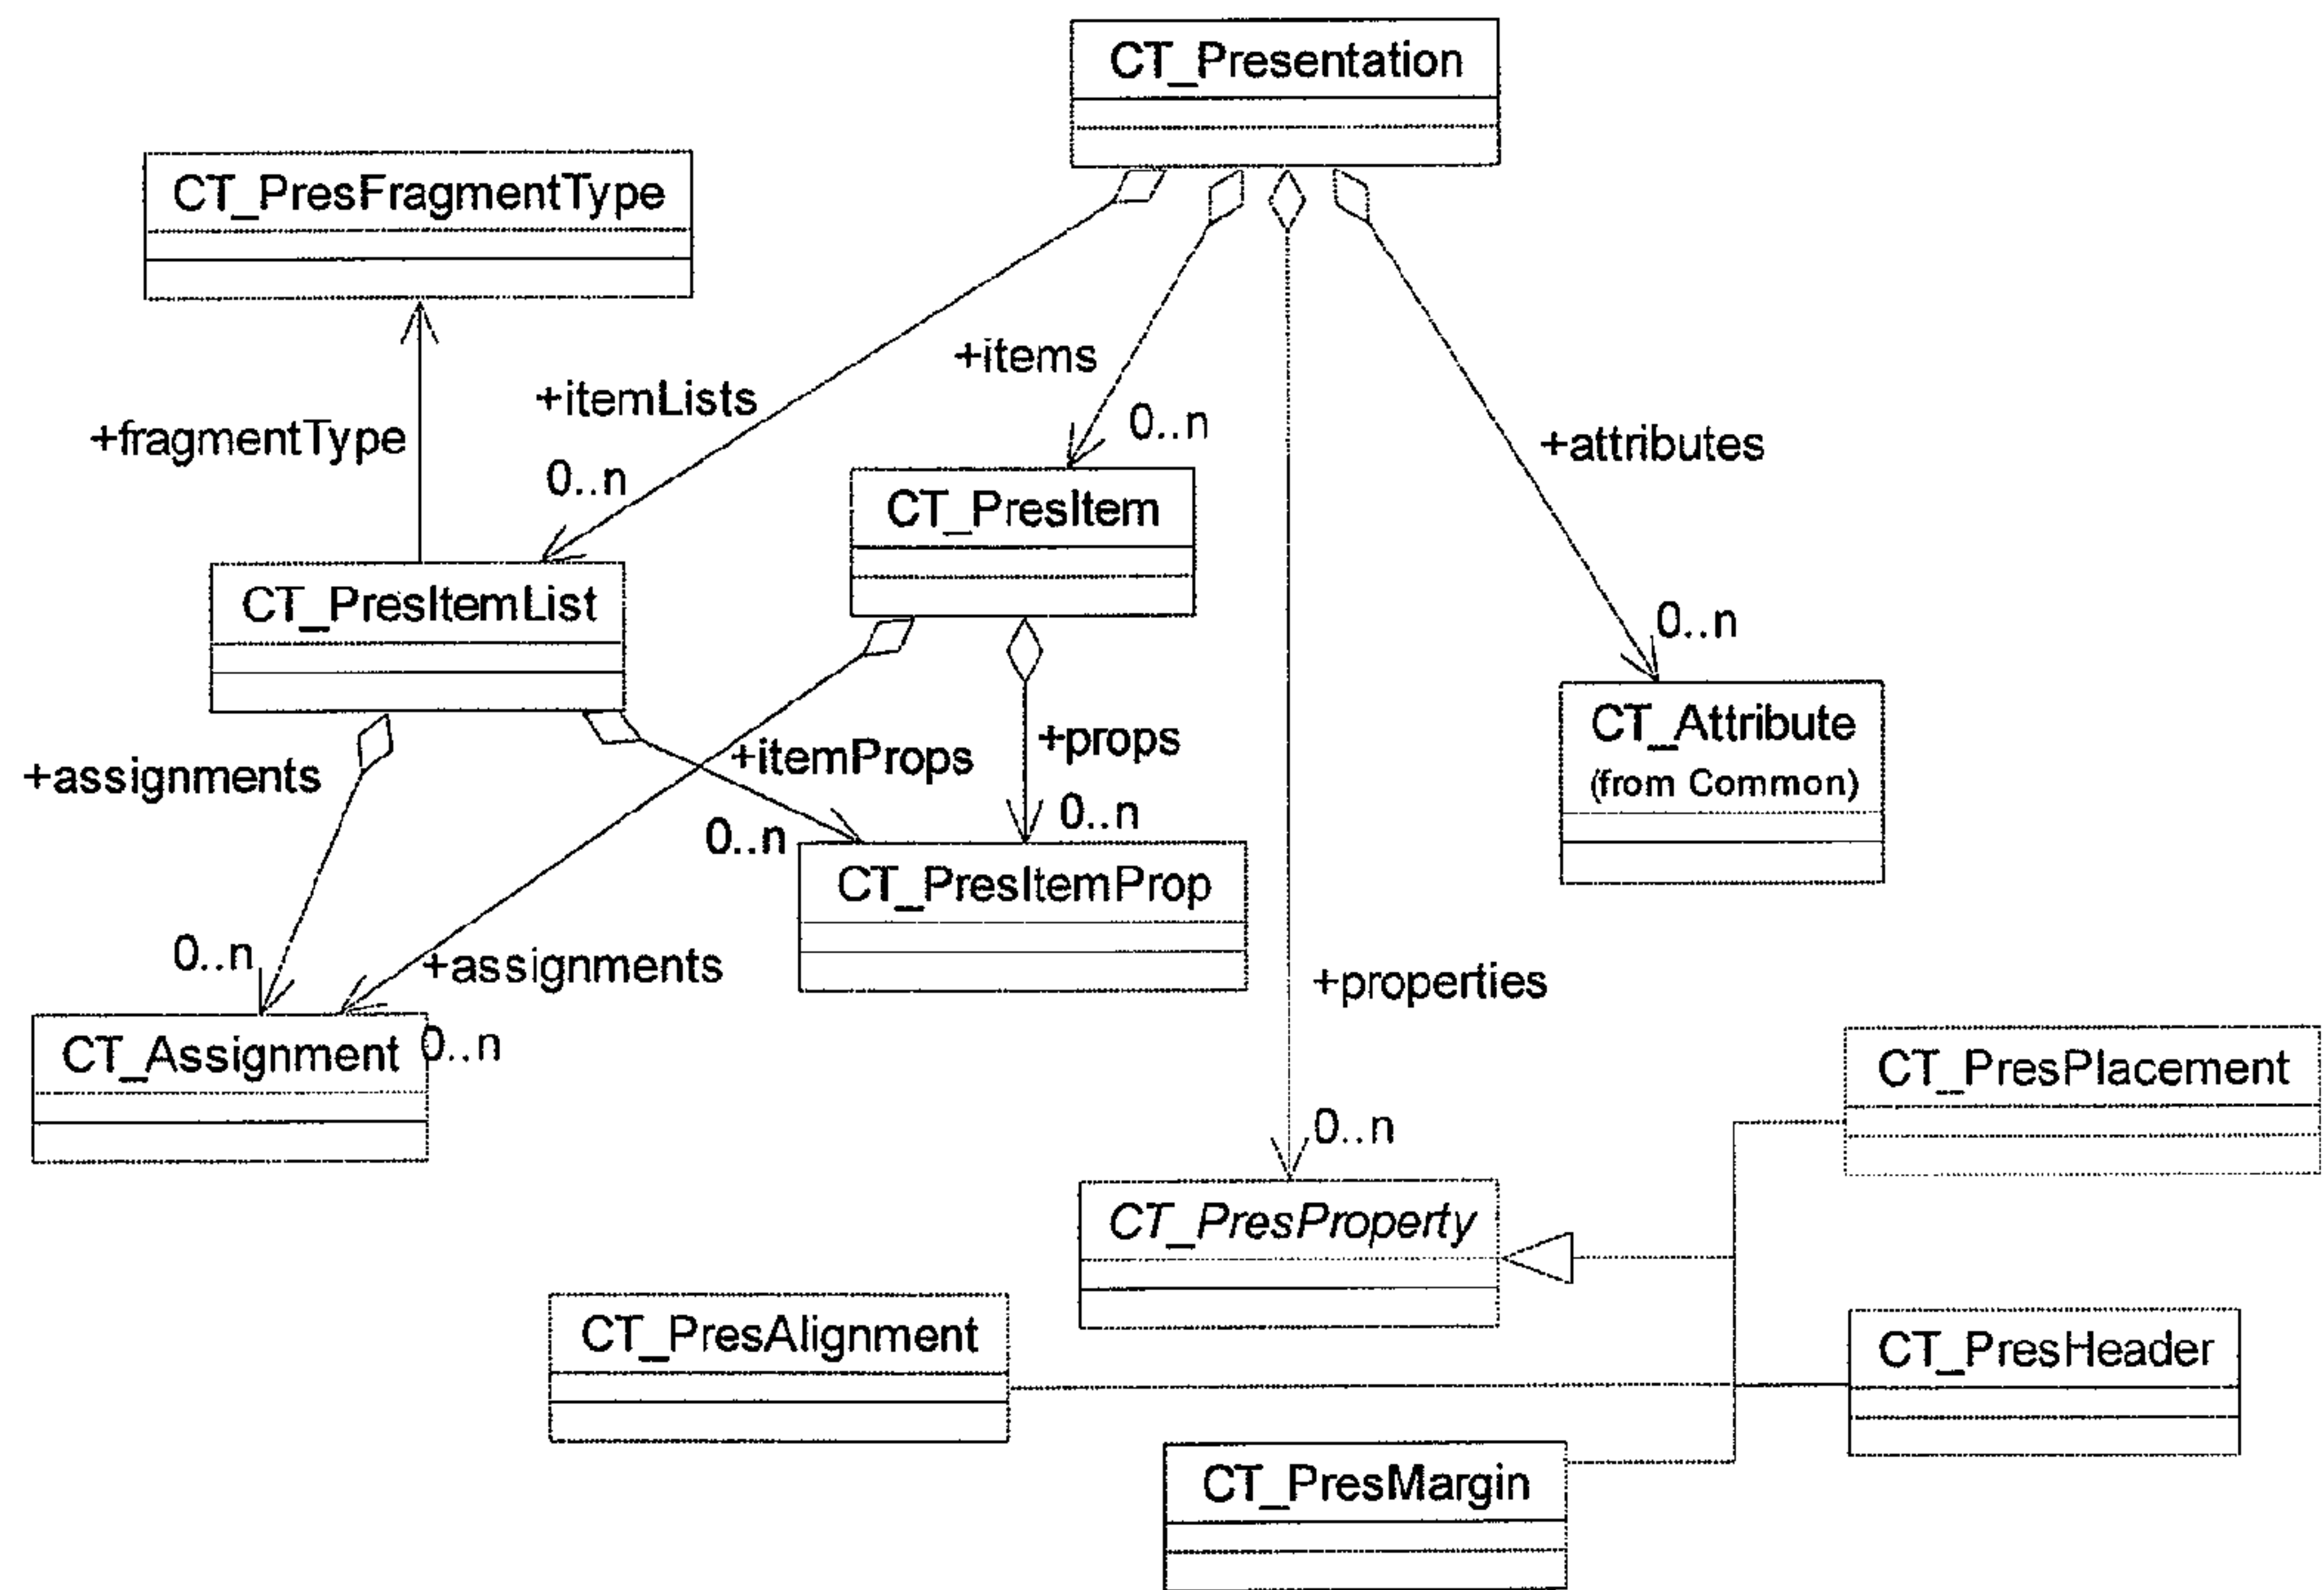 CT_Presentation
CT_PresFragmentType
+items
+itemLists
0..n
+fragmentType
+attributes
0..n
CT_PresItem
CT_PresItemList
0..n
CT_Attribute
(from Common)
+props
+itemProps
+assignments
0..n
0..n
CT_PresItemProp
0..n
+assignments
+properties
CT_Assignment
0..n
CT_PresPlacement
0..n
CT_PresProperty
CT_PresAlignment
CT_PresHeader
CT_PresMargin